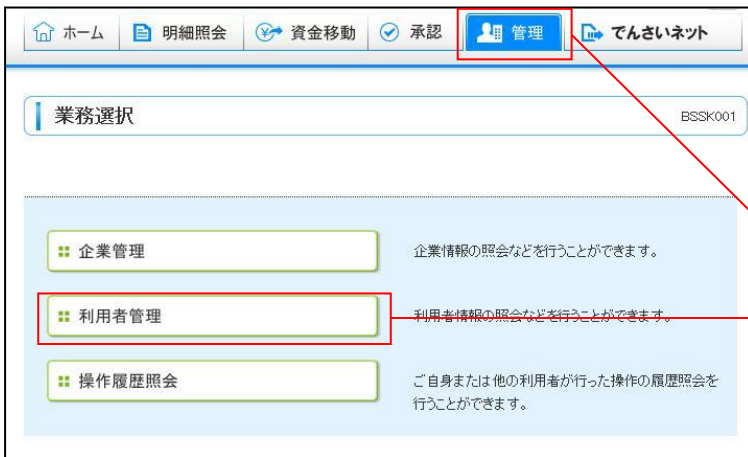 ホーム 明細照会 資金移動 承認 管理 でんさいネット
業務選択 BSSK001
企業管理 企業情報の照会などを行うことができます。
利用者管理 利用者情報の照会などを行うことができます。
操作履歴照会 ご自身または他の利用者が行った操作の履歴照会を
行うことができます。